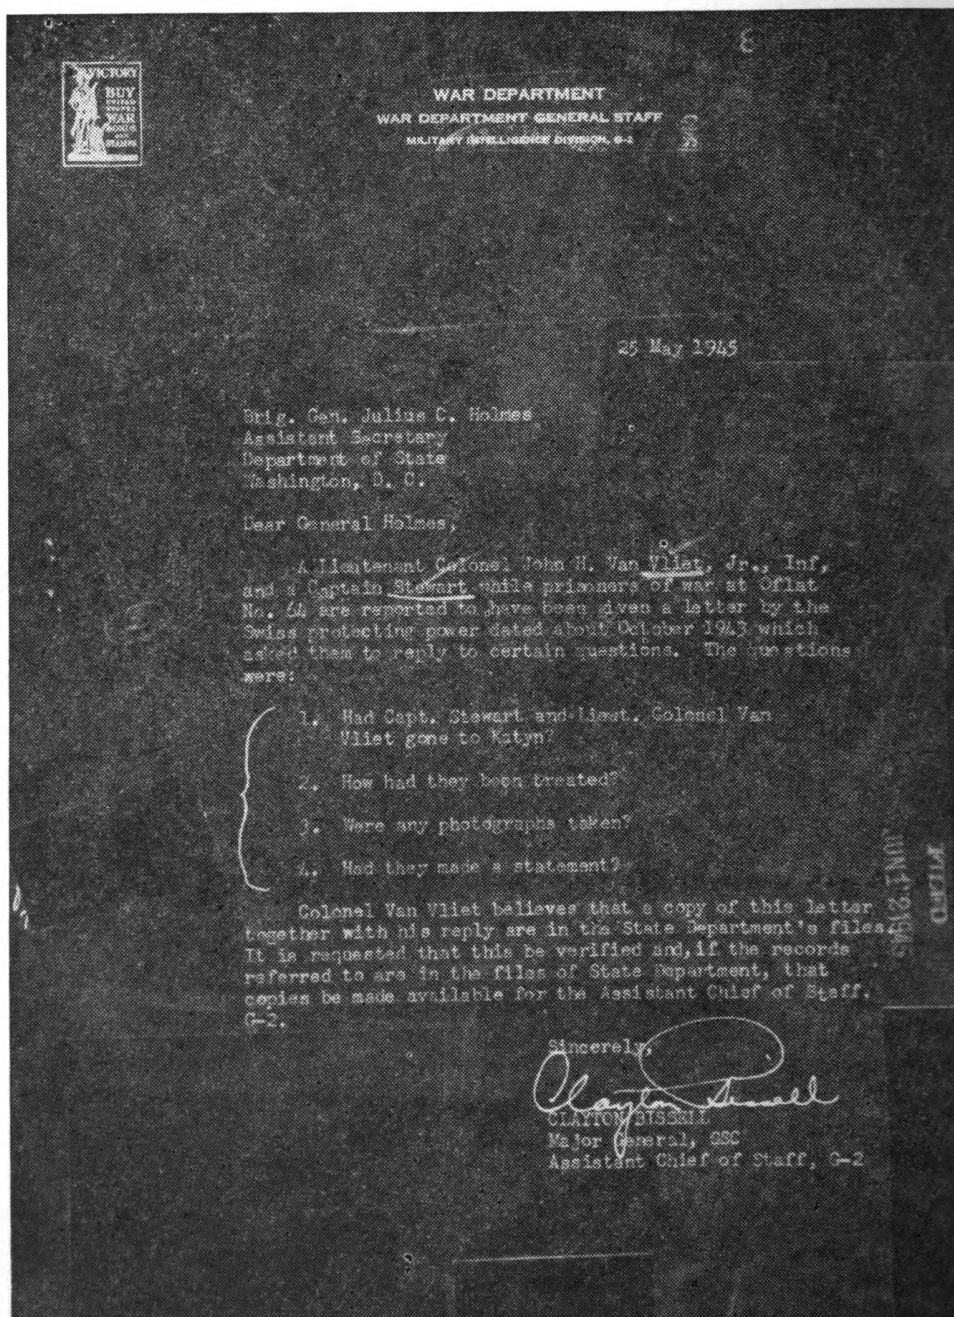 VICTORY
BUY
UNITED
STATES
WAR
BONDS
AND
STAMPS
WAR DEPARTMENT
WAR DEPARTMENT GENERAL STAFF
MILITARY INTELLIGENCE DIVISION, G-2
25 May 1945
Brig. Gen. Julius C. Holmes
Assistant Secretary
Department of State
Washington, D. C.
Dear General Holmes,
A Lieutenant Colonel John H. Van Vliet, Jr., Inf,
and a Captain Stewart while prisoners of war at Oflat
No. 64 are reported to have been given a letter by the
Swiss protecting power dated about October 1943 which
asked them to reply to certain questions. The questions
were:
1. Had Capt. Stewart and Lieut. Colonel Van
Vliet gone to Katyn?
2. How had they been treated?
3. Were any photographs taken?
4. Had they made a statement?
Colonel Van Vliet believes that a copy of this letter
together with his reply are in the State Department's files.
It is requested that this be verified and, if the records
referred to are in the files of State Department, that
copies be made available for the Assistant Chief of Staff,
G-2.
Sincerely,
Clayton Bissell
CLAYTON BISSELL
Major General, GSC
Assistant Chief of Staff, G-2
FILED